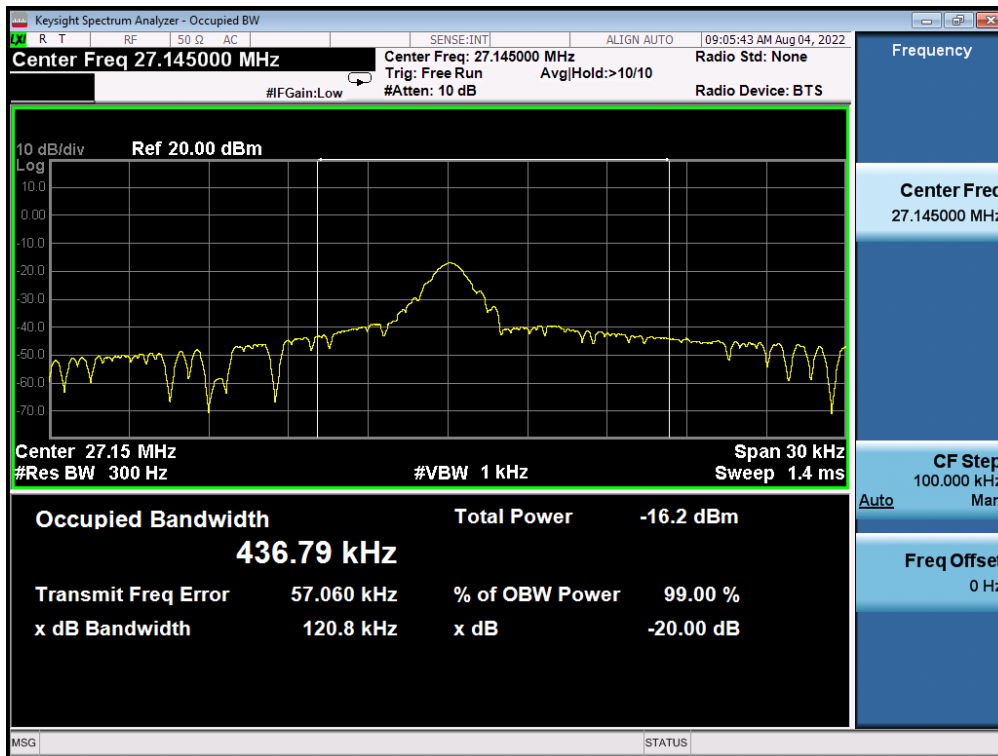 Keysight Spectrum Analyzer - Occupied BW
LXI R T RF 50 Ω AC SENSE:INT ALIGN AUTO 09:05:43 AM Aug 04, 2022
Center Freq 27.145000 MHz
#IFGain:Low
Center Freq: 27.145000 MHz Radio Std: None
Trig: Free Run Avg|Hold:>10/10
#Atten: 10 dB Radio Device: BTS
10 dB/div Ref 20.00 dBm
Log
10.0
0.00
-10.0
-20.0
-30.0
-40.0
-50.0
-60.0
-70.0
Center 27.15 MHz Span 30 kHz
#Res BW 300 Hz #VBW 1 kHz Sweep 1.4 ms
Occupied Bandwidth Total Power -16.2 dBm
436.79 kHz
Transmit Freq Error 57.060 kHz % of OBW Power 99.00 %
x dB Bandwidth 120.8 kHz x dB -20.00 dB
MSG STATUS
Frequency
Center Freq
27.145000 MHz
CF Step
100.000 kHz
Auto Man
Freq Offset
0 Hz